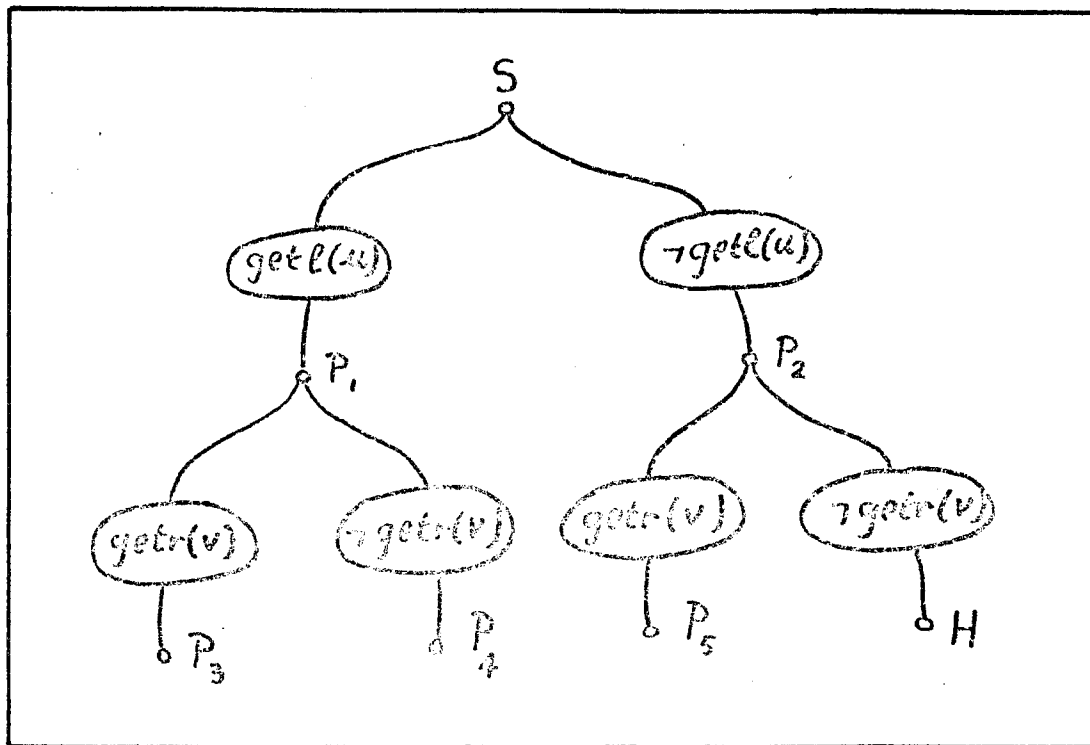 S
getl(u) ¬getl(u)
P₁ P₂
getr(v) ¬getr(v) getr(v) ¬getr(v)
P₃ P₄ P₅ H